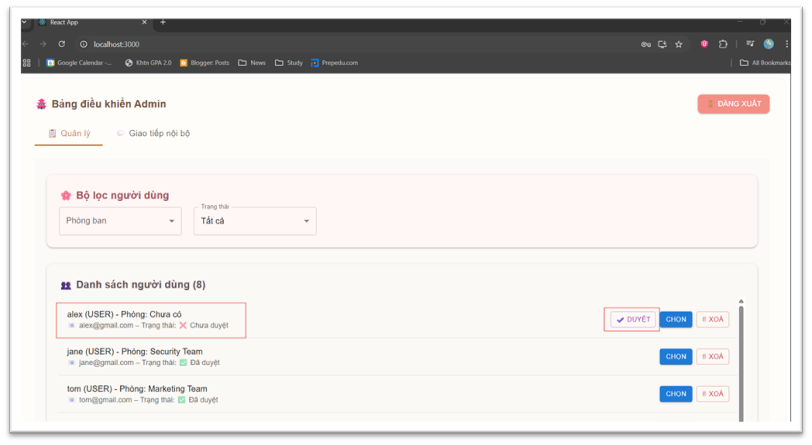 React App
localhost:3000
Google Calendar -...
Khtn GPA 2.0
Blogger: Posts
News
Study
Prepedu.com
All Bookmarks
Bảng điều khiển Admin
ĐĂNG XUẤT
Quản lý
Giao tiếp nội bộ
Bộ lọc người dùng
Trạng thái
Phòng ban
Tất cả
Danh sách người dùng (8)
alex (USER) - Phòng: Chưa có
alex@gmail.com – Trạng thái: ❌ Chưa duyệt
DUYỆT
CHỌN
XOÁ
jane (USER) - Phòng: Security Team
jane@gmail.com – Trạng thái: ✅ Đã duyệt
CHỌN
XOÁ
tom (USER) - Phòng: Marketing Team
tom@gmail.com – Trạng thái: ✅ Đã duyệt
CHỌN
XOÁ